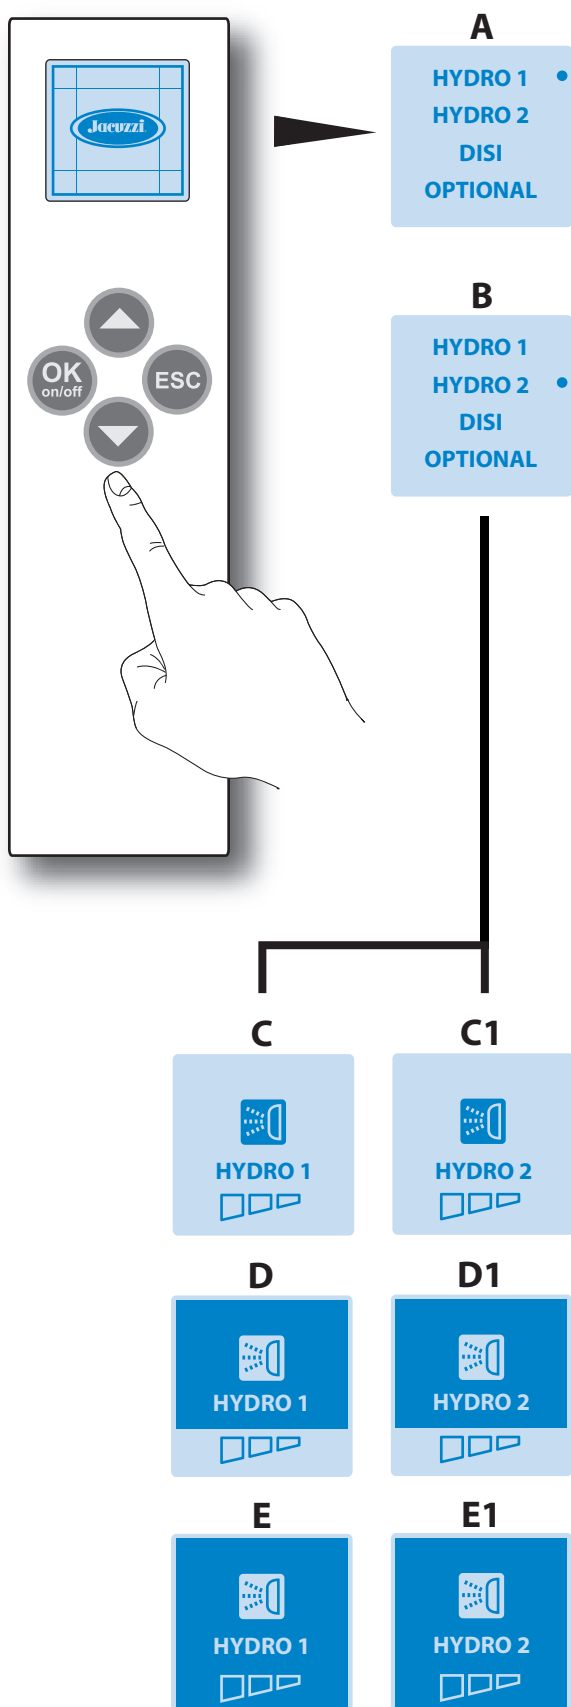 A
Jacuzzi
HYDRO 1
HYDRO 2
DISI
OPTIONAL
OK
on/off
ESC
B
HYDRO 1
HYDRO 2
DISI
OPTIONAL
C
C1
HYDRO 1
HYDRO 2
D
D1
HYDRO 1
HYDRO 2
E
E1
HYDRO 1
HYDRO 2